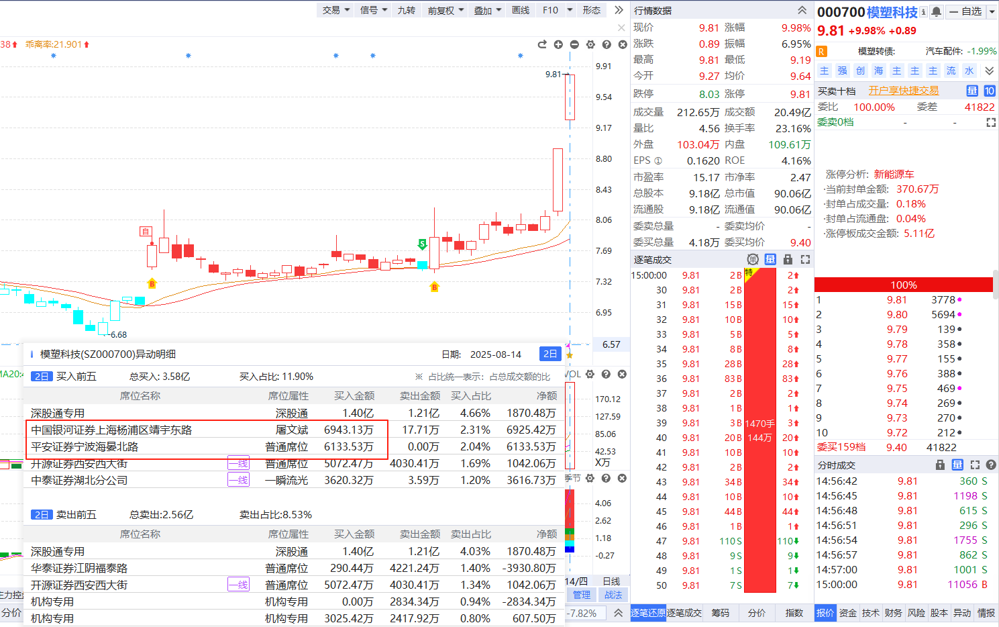 交易 信号 九转 前复权 叠加 画线 F10 形态
38 乖离率:21.901
9.81
9.91
9.54
9.17
8.80
8.43
8.06
7.69
7.32
6.95
6.57
自
S
B
B
6.68
模塑科技(SZ000700)异动明细 日期: 2025-08-14 2日
2日 买入前五 总买入: 3.58亿 买入占比: 11.90% ※ 占比统一表示: 占总成交额的比
席位名称 席位属性 买入金额 卖出金额 买入占比 净额
深股通专用 深股通 1.40亿 1.21亿 4.66% 1870.48万
中国银河证券上海杨浦区靖宇东路 屠文斌 6943.13万 17.71万 2.31% 6925.42万
平安证券宁波海晏北路 普通席位 6133.53万 0.00万 2.04% 6133.53万
开源证券西安西大街 一线 普通席位 5072.47万 4030.41万 1.69% 1042.06万
中泰证券湖北分公司 一线 一瞬流光 3620.32万 3.59万 1.20% 3616.73万
2日 卖出前五 总卖出:2.56亿 卖出占比:8.53%
席位名称 席位属性 买入金额 卖出金额 卖出占比 净额
深股通专用 深股通 1.40亿 1.21亿 4.03% 1870.48万
华泰证券江阴福泰路 普通席位 290.44万 4221.24万 1.40% -3930.80万
开源证券西安西大街 一线 普通席位 5072.47万 4030.41万 1.34% 1042.06万
机构专用 机构专用 0.00万 2834.34万 0.94% -2834.34万
机构专用 机构专用 3025.42万 2417.92万 0.80% 607.50万
MA20:
VOL
170.12
127.59
85.06
42.53
X万
季节
4.06
2.62
1.18
-0.27
14/四 日线
主力控
管理 战法
分价
-7.82%
行情数据
现价 9.81 涨幅 9.98%
涨跌 0.89 振幅 6.95%
最高 9.81 最低 9.19
今开 9.27 均价 9.64
跌停 8.03 涨停 9.81
成交量 212.65万 成交额 20.49亿
量比 4.56 换手率 23.16%
外盘 103.04万 内盘 109.61万
EPS ① 0.1620 ROE 4.16%
市盈率 15.17 市净率 2.47
总股本 9.18亿 总市值 90.06亿
流通股 9.18亿 流通值 90.06亿
委卖总量 - 委卖均价 -
委买总量 4.18万 委买均价 9.40
逐笔成交 单 量
15:00:00 9.81 2 B 特 2
30 9.81 2 B 2
31 9.81 15 B 15
32 9.81 10 B 10
33 9.81 5 B 5
34 9.81 8 B 8
35 9.81 28 B 28
36 9.81 83 B 83
37 9.81 2 B 2
38 9.81 1 B 1
39 9.81 3 B 1470手 3
40 9.81 20 B 144万 20
41 9.81 10 B 10
42 9.81 2 B 2
43 9.81 34 B 34
44 9.81 10 B 10
45 9.81 44 B 44
46 9.81 1 B 1
47 9.81 110 S 110
48 9.81 9 S 9
49 9.81 1 S 1
50 9.81 7 S 7
逐笔还原 逐笔成交 筹码 分价 指数
000700 模塑科技 自选
9.81 +9.98% +0.89
R 模塑转债: 汽车配件: -1.99%
主 强 创 海 主 主 主 流 水
买卖十档 开户享快捷交易 量 10
委比 100.00% 委差 41822
委卖0档 - -
涨停分析: 新能源车
·当前封单金额: 370.67万
·封单占成交量: 0.18%
·封单占流通盘: 0.04%
·涨停板成交金额: 5.11亿
100%
1 9.81 3778
2 9.80 5694
3 9.79 139
4 9.78 358
5 9.77 155
6 9.76 388
7 9.75 469
8 9.74 269
9 9.73 270
10 9.72 212
委买159档 9.40 41822
分时成交 量
14:56:42 9.81 360 S
14:56:45 9.81 1198 S
14:56:48 9.81 615 S
14:56:51 9.81 296 S
14:56:54 9.81 1755 S
14:56:57 9.81 862 S
14:57:00 9.81 1001 S
15:00:00 9.81 11056 B
报价 资金 技术 财务 风险 股本 异动 情报